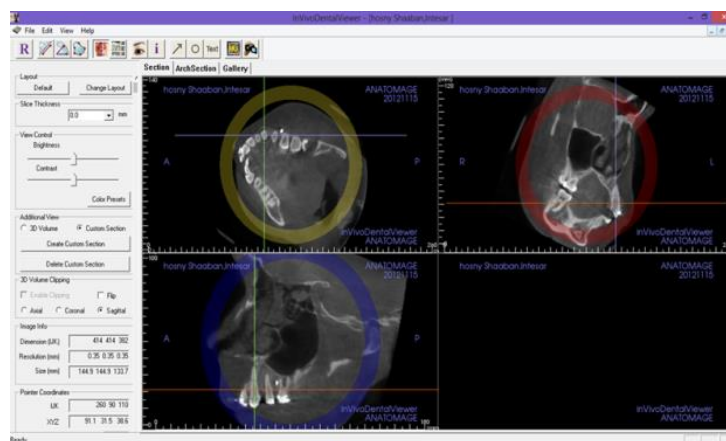 InVivoDentalViewer - [hosny Shaaban,Intesar ]
File Edit View Help
R i Text
Section ArchSection Gallery
Layout
Default Change Layout
Slice Thickness
0.0 mm
View Control
Brightness
Contrast
Color Presets
Additional View
3D Volume Custom Section
Create Custom Section
Delete Custom Section
3D Volume Clipping
Enable Clipping Flip
Axial Coronal Sagittal
Image Info
Dimension (IJK) 414 414 382
Resolution (mm) 0.35 0.35 0.35
Size (mm) 144.9 144.9 133.7
Pointer Coordinates
IJK 260 90 110
XYZ 91.1 31.5 38.6
Ready
140
hosny Shaaban,Intesar ANATOMAGE
20121115
A P
InVivoDentalViewer
ANATOMAGE
120
hosny Shaaban,Intesar ANATOMAGE
20121115
R L
InVivoDentalViewer
ANATOMAGE
100
hosny Shaaban,Intesar ANATOMAGE
20121115
A P
InVivoDentalViewer
ANATOMAGE
180
hosny Shaaban,Intesar ANATOMAGE
20121115
InVivoDentalViewer
ANATOMAGE